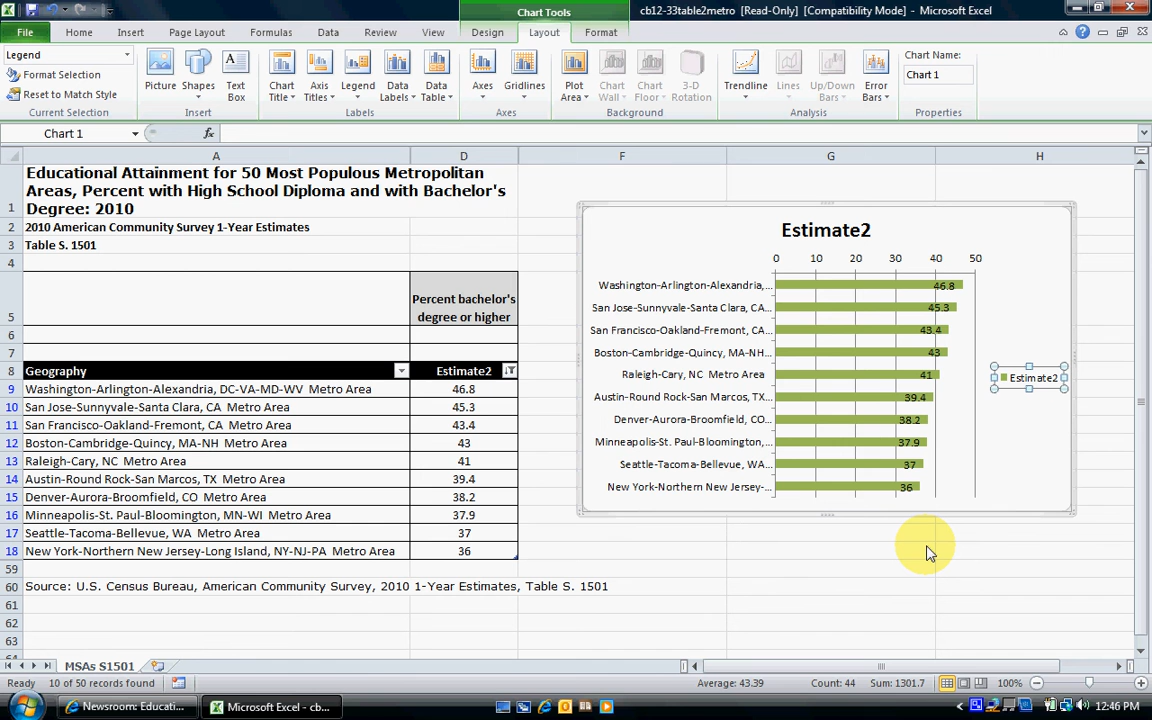 Chart Tools
cb12-33table2metro [Read-Only] [Compatibility Mode] - Microsoft Excel
File Home Insert Page Layout Formulas Data Review View Design Layout Format
Legend
Format Selection
Reset to Match Style
Current Selection
Picture
Shapes
Text
Box
Insert
Chart
Title
Axis
Titles
Legend
Data
Labels
Data
Table
Labels
Axes
Gridlines
Axes
Plot
Area
Chart
Wall
Chart
Floor
3-D
Rotation
Background
Trendline
Lines
Up/Down
Bars
Error
Bars
Analysis
Chart Name:
Chart 1
Properties
Chart 1
fx
A D F G H
1
Educational Attainment for 50 Most Populous Metropolitan
Areas, Percent with High School Diploma and with Bachelor's
Degree: 2010
2 2010 American Community Survey 1-Year Estimates
3 Table S. 1501
4
5
Percent bachelor's
degree or higher
6
7
8 Geography Estimate2
9 Washington-Arlington-Alexandria, DC-VA-MD-WV Metro Area 46.8
10 San Jose-Sunnyvale-Santa Clara, CA Metro Area 45.3
11 San Francisco-Oakland-Fremont, CA Metro Area 43.4
12 Boston-Cambridge-Quincy, MA-NH Metro Area 43
13 Raleigh-Cary, NC Metro Area 41
14 Austin-Round Rock-San Marcos, TX Metro Area 39.4
15 Denver-Aurora-Broomfield, CO Metro Area 38.2
16 Minneapolis-St. Paul-Bloomington, MN-WI Metro Area 37.9
17 Seattle-Tacoma-Bellevue, WA Metro Area 37
18 New York-Northern New Jersey-Long Island, NY-NJ-PA Metro Area 36
59
60 Source: U.S. Census Bureau, American Community Survey, 2010 1-Year Estimates, Table S. 1501
61
62
63
Estimate2
0 10 20 30 40 50
Washington-Arlington-Alexandria,... 46.8
San Jose-Sunnyvale-Santa Clara, CA... 45.3
San Francisco-Oakland-Fremont, CA... 43.4
Boston-Cambridge-Quincy, MA-NH... 43
Raleigh-Cary, NC Metro Area 41
Austin-Round Rock-San Marcos, TX... 39.4
Denver-Aurora-Broomfield, CO... 38.2
Minneapolis-St. Paul-Bloomington,... 37.9
Seattle-Tacoma-Bellevue, WA... 37
New York-Northern New Jersey-... 36
Estimate2
MSAs S1501
Ready 10 of 50 records found Average: 43.39 Count: 44 Sum: 1301.7 100%
Newsroom: Educati... Microsoft Excel - cb... 12:46 PM